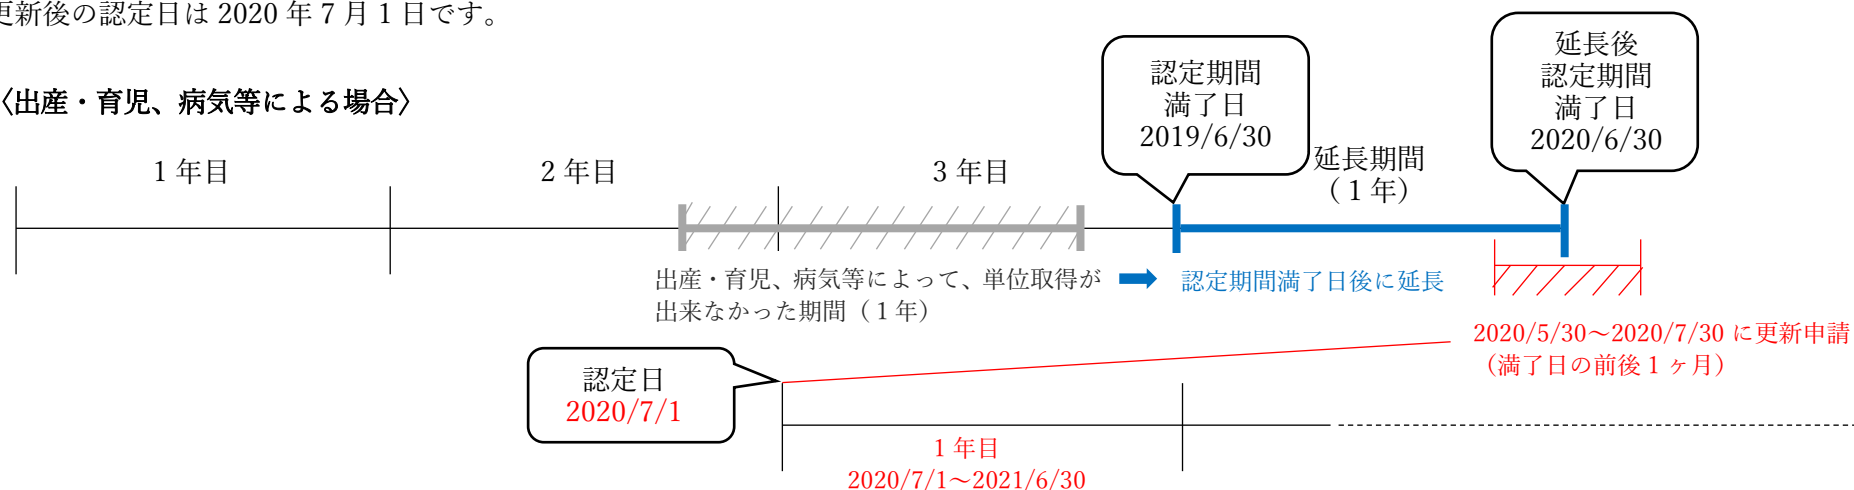 更新後の認定日は 2020 年 7 月 1 日です。
〈出産・育児、病気等による場合〉
1 年目
2 年目
3 年目
認定期間
満了日
2019/6/30
延長期間
（1 年）
延長後
認定期間
満了日
2020/6/30
出産・育児、病気等によって、単位取得が
出来なかった期間（1 年）
認定期間満了日後に延長
2020/5/30～2020/7/30 に更新申請
（満了日の前後 1 ヶ月）
認定日
2020/7/1
1 年目
2020/7/1～2021/6/30